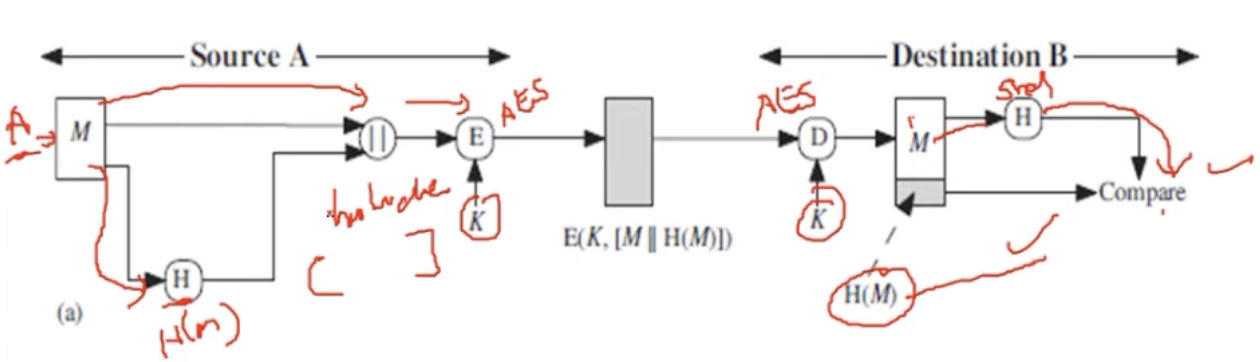 Source A
Destination B
A
M
||
E
AES
K
H
H(m)
[ ]
E(K, [M || H(M)])
AES
D
K
M
H
Compare
H(M)
(a)